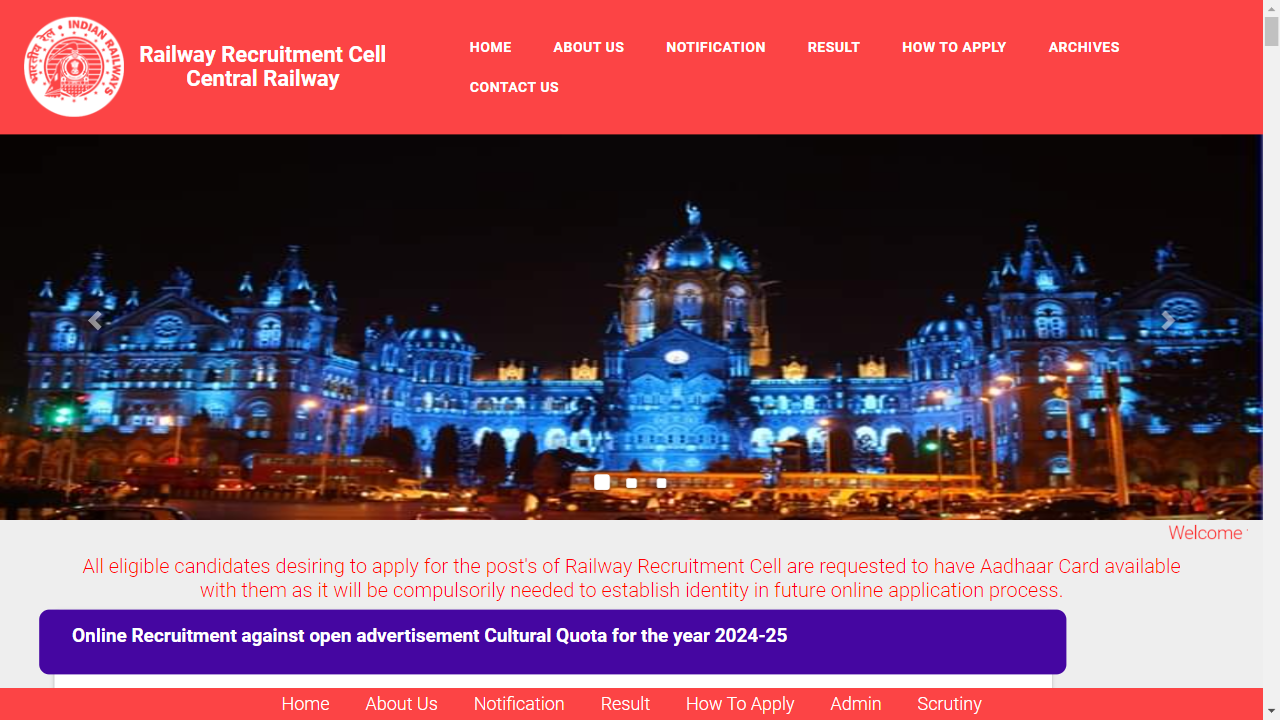 INDIAN RAILWAYS
भारतीय रेल
Railway Recruitment Cell
Central Railway
HOME ABOUT US NOTIFICATION RESULT HOW TO APPLY ARCHIVES
CONTACT US
Welcome
All eligible candidates desiring to apply for the post's of Railway Recruitment Cell are requested to have Aadhaar Card available
with them as it will be compulsorily needed to establish identity in future online application process.
Online Recruitment against open advertisement Cultural Quota for the year 2024-25
Home About Us Notification Result How To Apply Admin Scrutiny